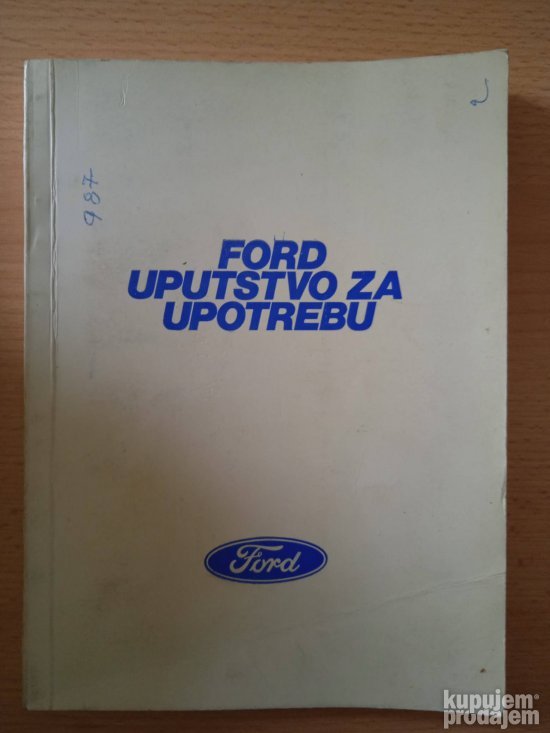 987
FORD
UPUTSTVO ZA
UPOTREBU
Ford
kupujem
prodajem